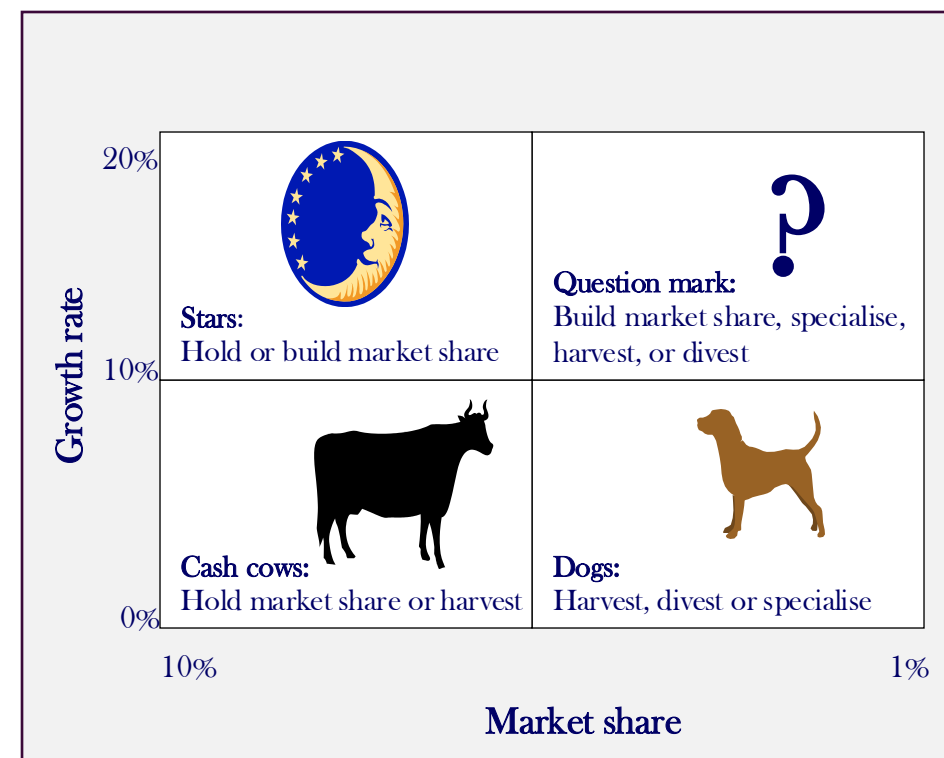 20%
Stars:
Hold or build market share
?
Question mark:
Build market share, specialise,
harvest, or divest
Growth rate
10%
Cash cows:
Hold market share or harvest
Dogs:
Harvest, divest or specialise
0%
10%
1%
Market share